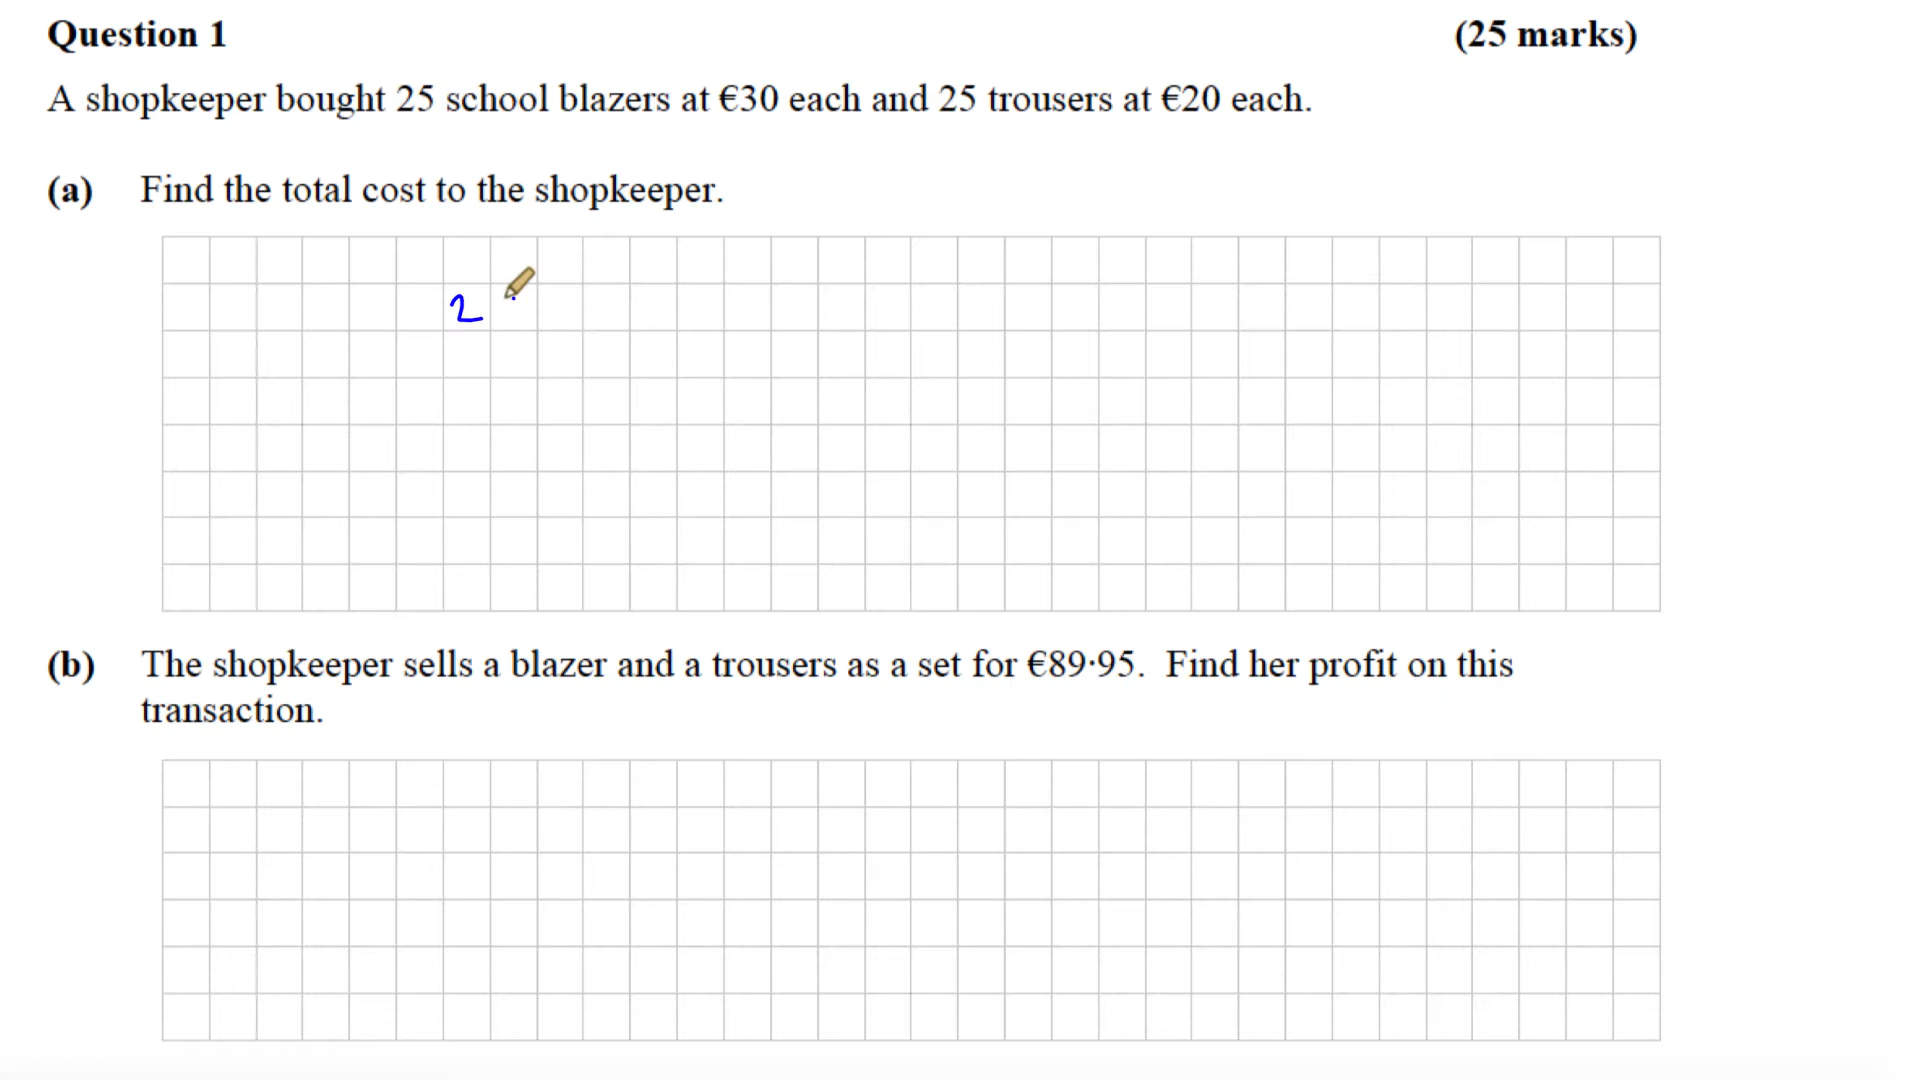 Question 1 (25 marks)
A shopkeeper bought 25 school blazers at €30 each and 25 trousers at €20 each.
(a) Find the total cost to the shopkeeper.
2
(b) The shopkeeper sells a blazer and a trousers as a set for €89·95. Find her profit on this
transaction.